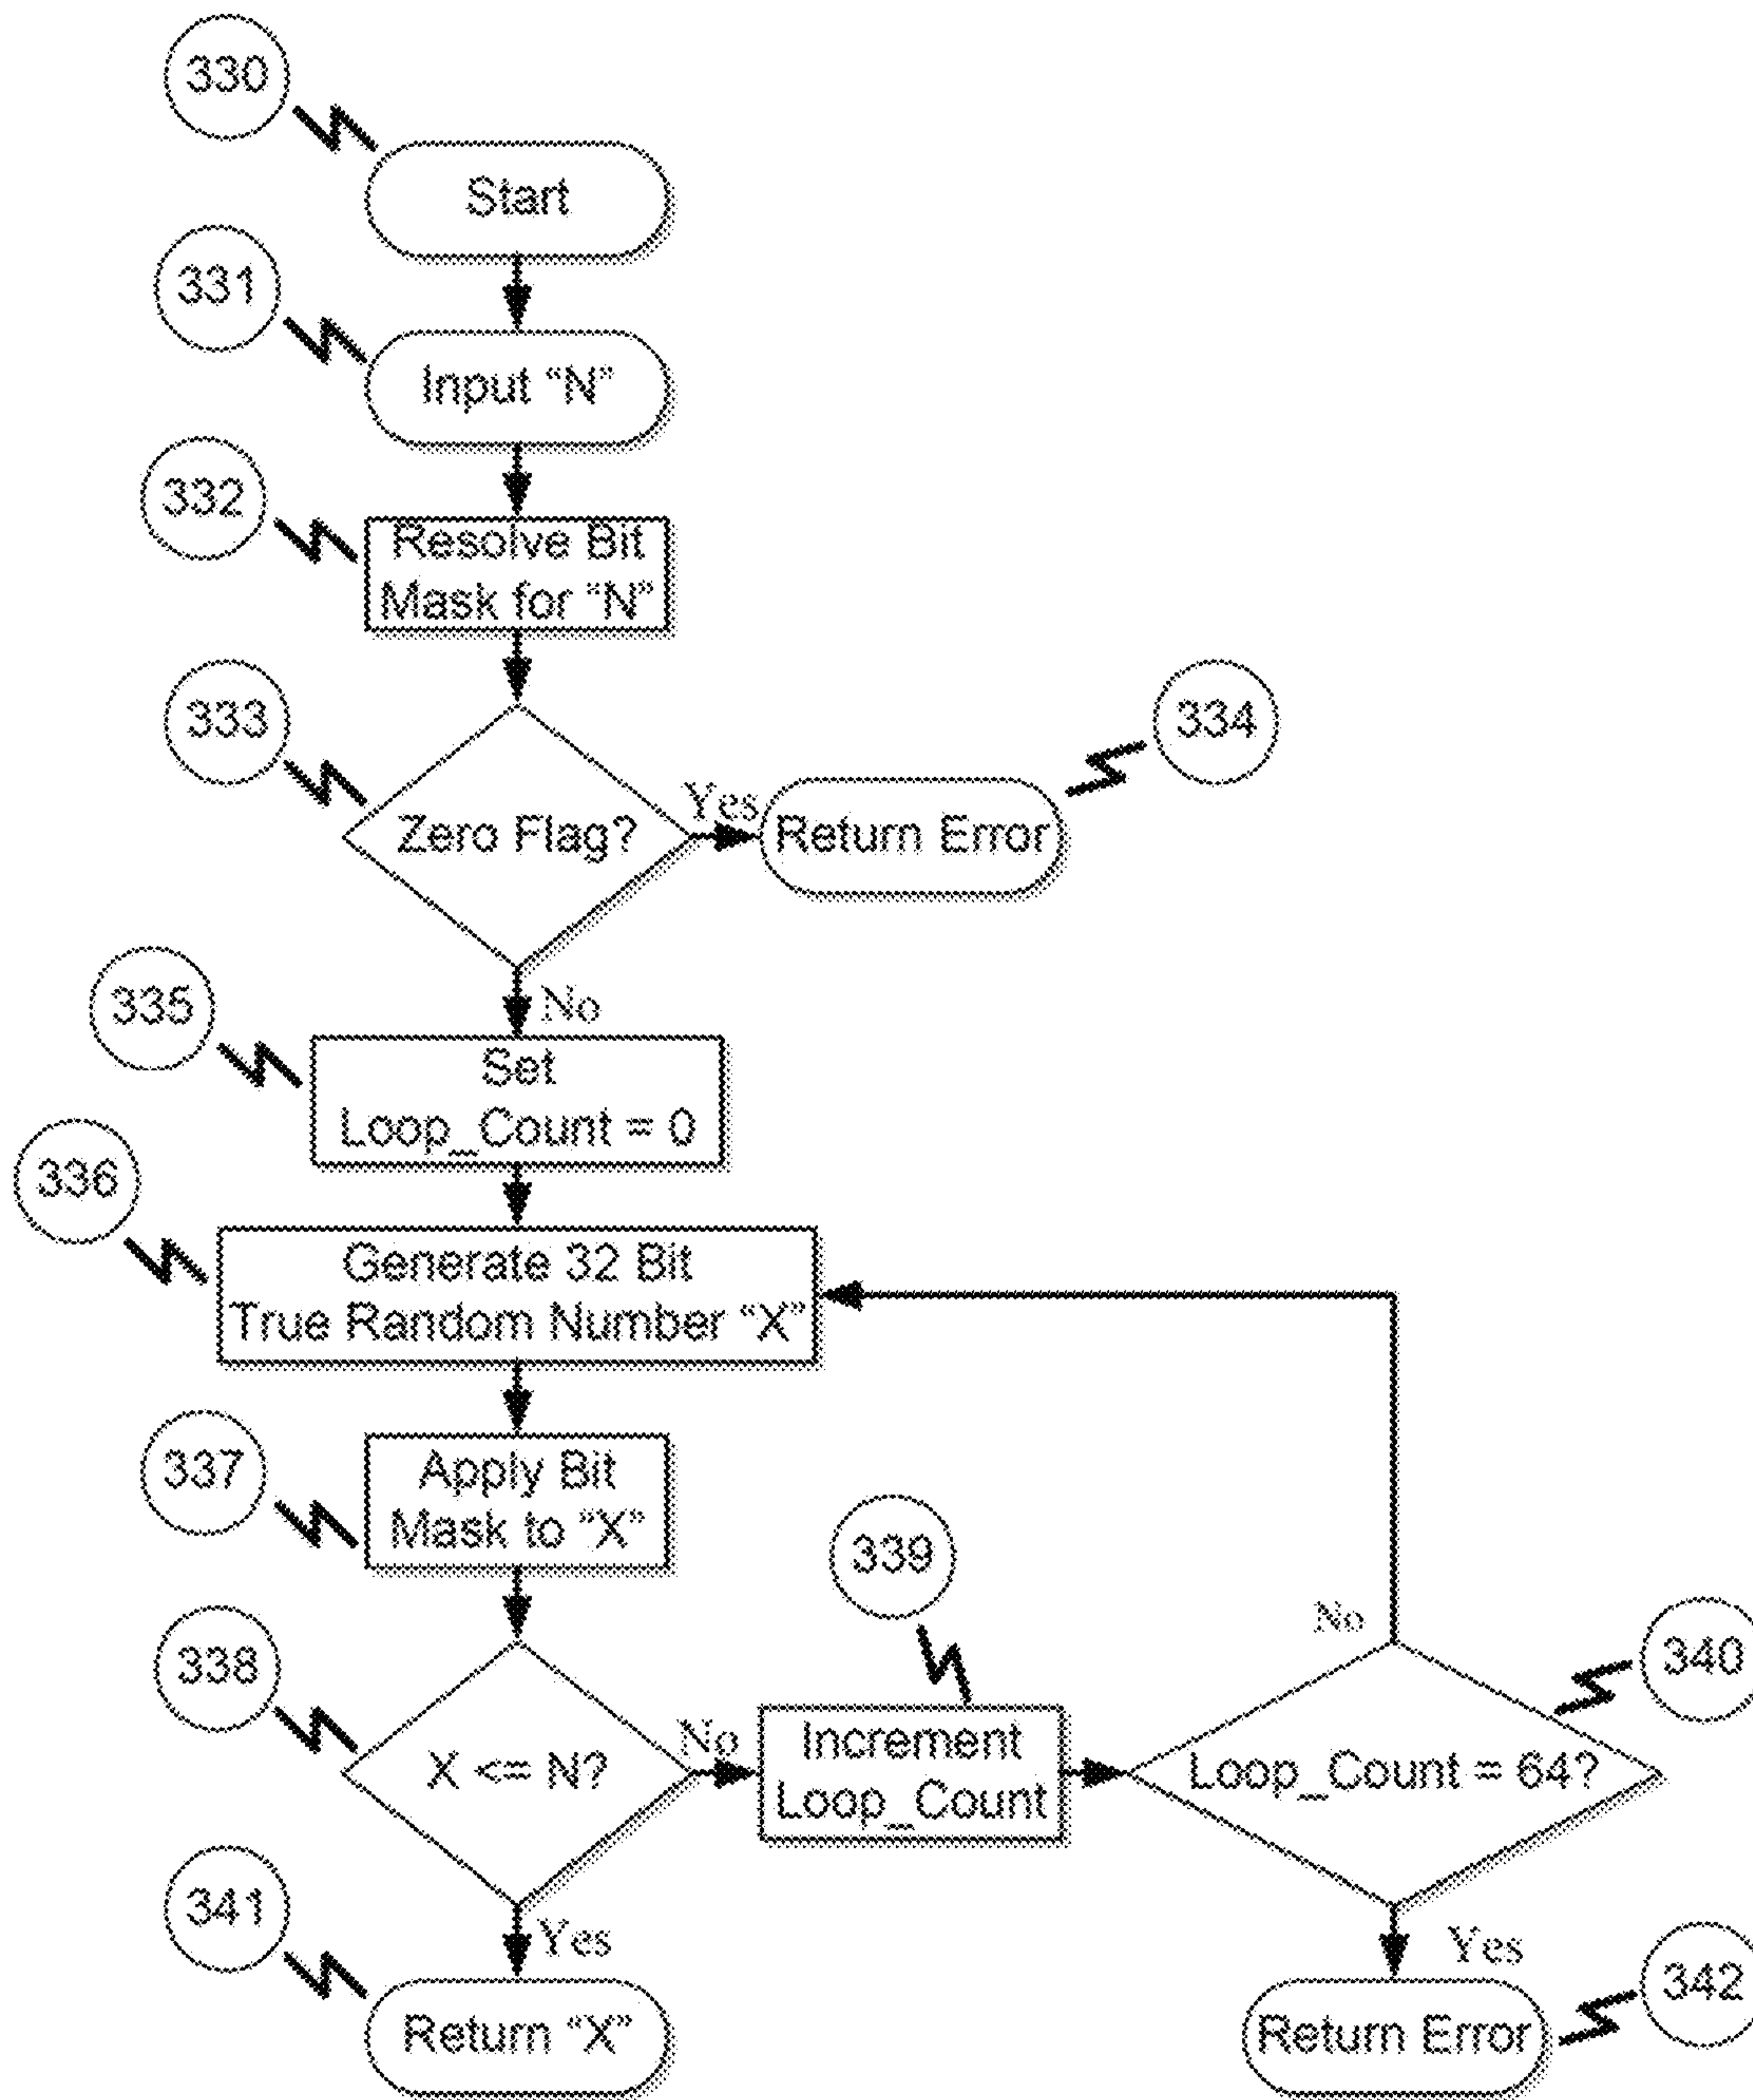 330
Start
331
Input “N”
332
Resolve Bit
Mask for “N”
333
334
Zero Flag?
Yes
Return Error
335
No
Set
Loop_Count = 0
336
Generate 32 Bit
True Random Number “X”
337
Apply Bit
Mask to “X”
339
338
No
340
X <= N?
No
Increment
Loop_Count
Loop_Count = 64?
341
Yes
Yes
342
Return “X”
Return Error